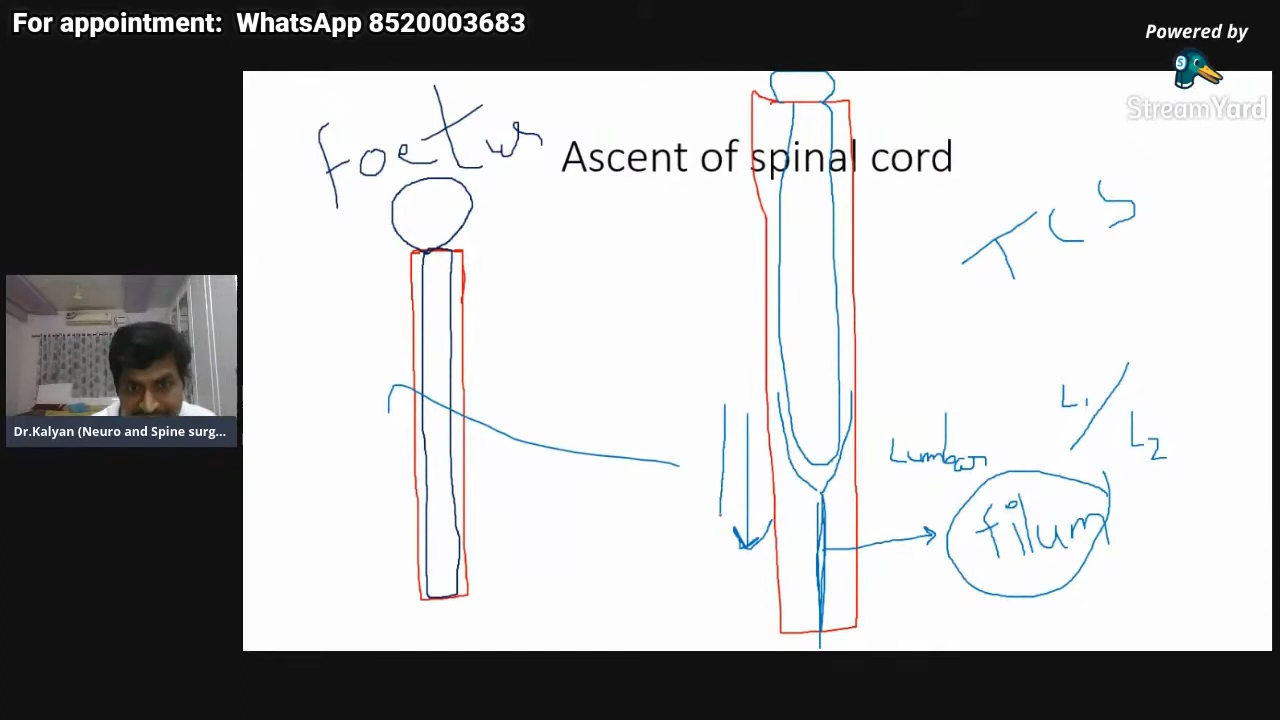 For appointment: WhatsApp 8520003683
Powered by
StreamYard
Foetus
Ascent of spinal cord
TCS
L1/L2
Lumbar
filum
Dr.Kalyan (Neuro and Spine surg...